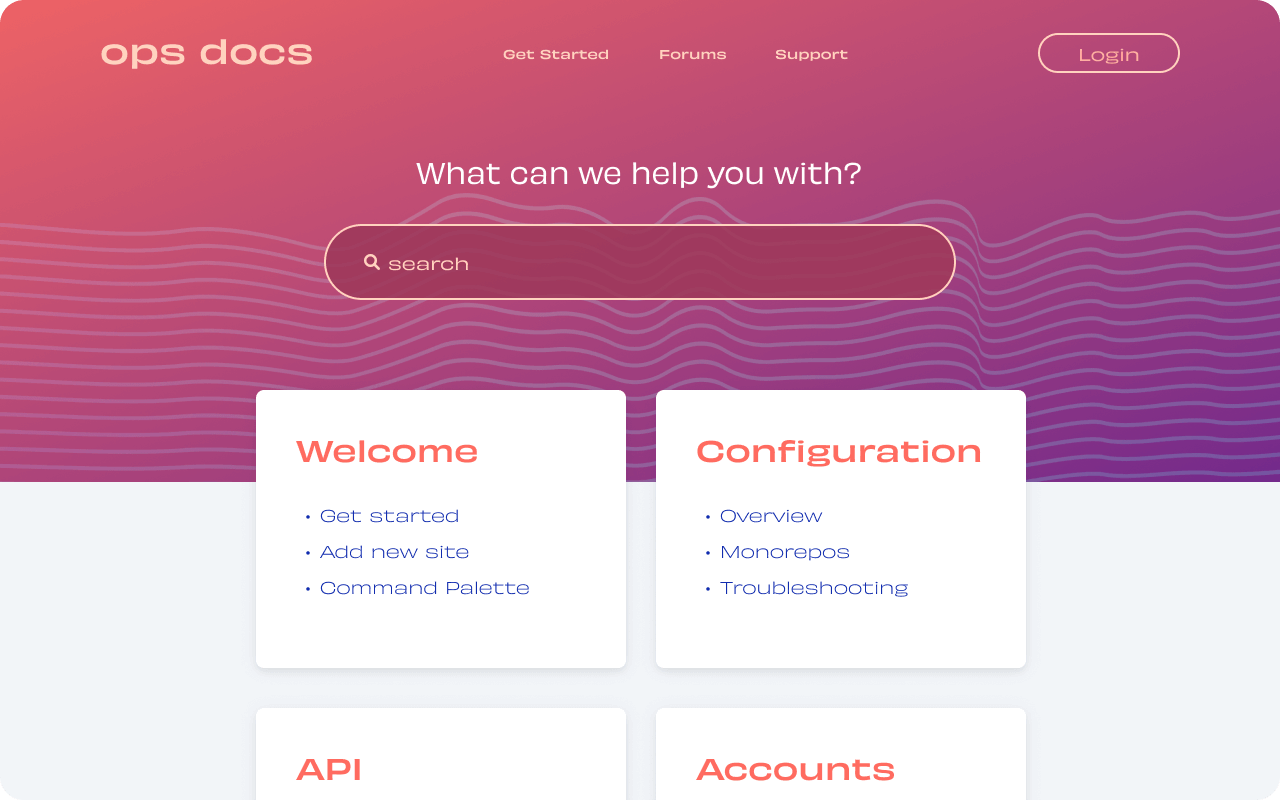 ops docs
Get Started
Forums
Support
Login
What can we help you with?
search
Welcome
• Get started
• Add new site
• Command Palette
Configuration
• Overview
• Monorepos
• Troubleshooting
API
Accounts